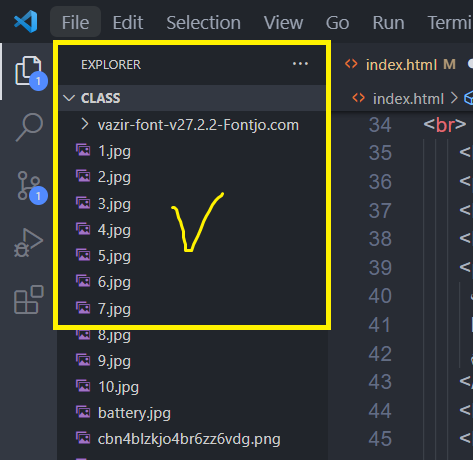 File Edit Selection View Go Run Termi
EXPLORER ...
index.html M
CLASS
index.html >
vazir-font-v27.2.2-Fontjo.com
1.jpg
2.jpg
3.jpg
4.jpg
5.jpg
6.jpg
7.jpg
8.jpg
9.jpg
10.jpg
battery.jpg
cbn4blzkjo4br6zz6vdg.png
1
1
34 <br>
35 <
36 <
37 <
38 <
39 <
40
41
42
43 </
44 <
45 <